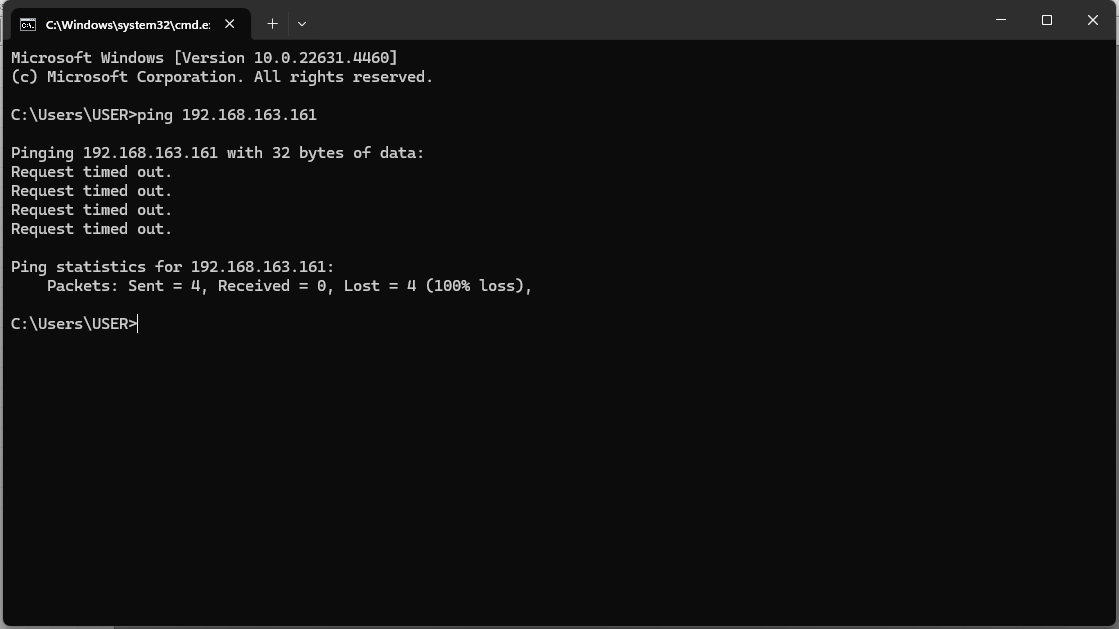 C:\Windows\system32\cmd.e:
Microsoft Windows [Version 10.0.22631.4460]
(c) Microsoft Corporation. All rights reserved.
C:\Users\USER>ping 192.168.163.161
Pinging 192.168.163.161 with 32 bytes of data:
Request timed out.
Request timed out.
Request timed out.
Request timed out.
Ping statistics for 192.168.163.161:
    Packets: Sent = 4, Received = 0, Lost = 4 (100% loss),
C:\Users\USER>